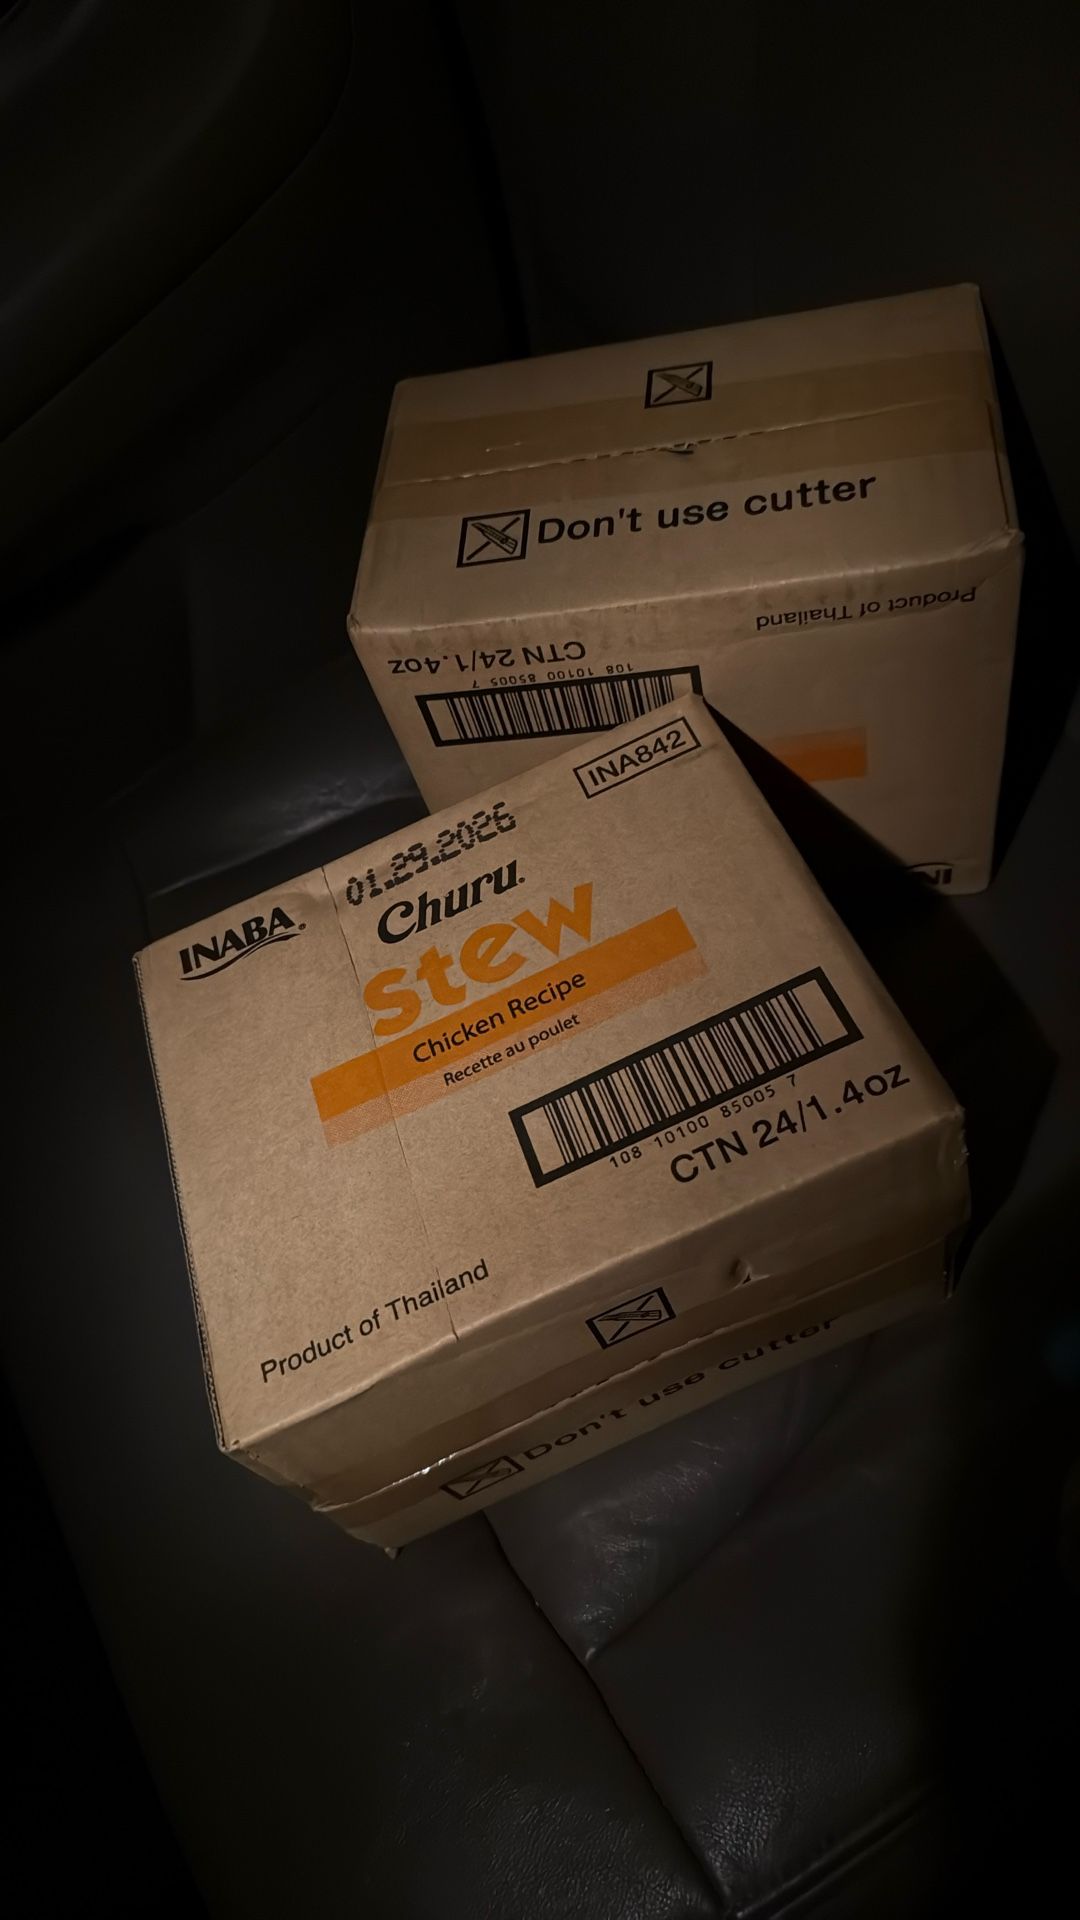 Don't use cutter
Product of Thailand
CTN 24/1.4oz
108 10100 85005 7
IN
INA842
01.29.2026
INABA®
Churu®
stew
Chicken Recipe
Recette au poulet
108 10100 85005 7
CTN 24/1.4oz
Product of Thailand
Don't use cutter